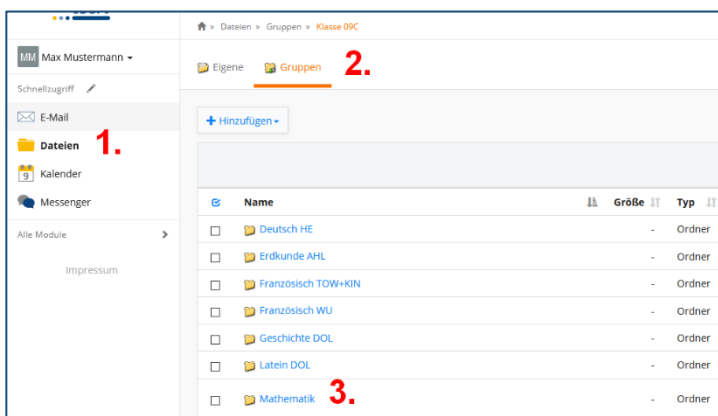 » Dateien » Gruppen » Klasse 09C
MM Max Mustermann
Eigene Gruppen 2.
Schnellzugriff
+ Hinzufügen
E-Mail
Dateien 1.
9 Kalender
Messenger
Name Größe Typ
Alle Module >
Deutsch HE - Ordner
Erdkunde AHL - Ordner
Impressum
Französisch TOW+KIN - Ordner
Französisch WU - Ordner
Geschichte DOL - Ordner
Latein DOL - Ordner
Mathematik 3. - Ordner